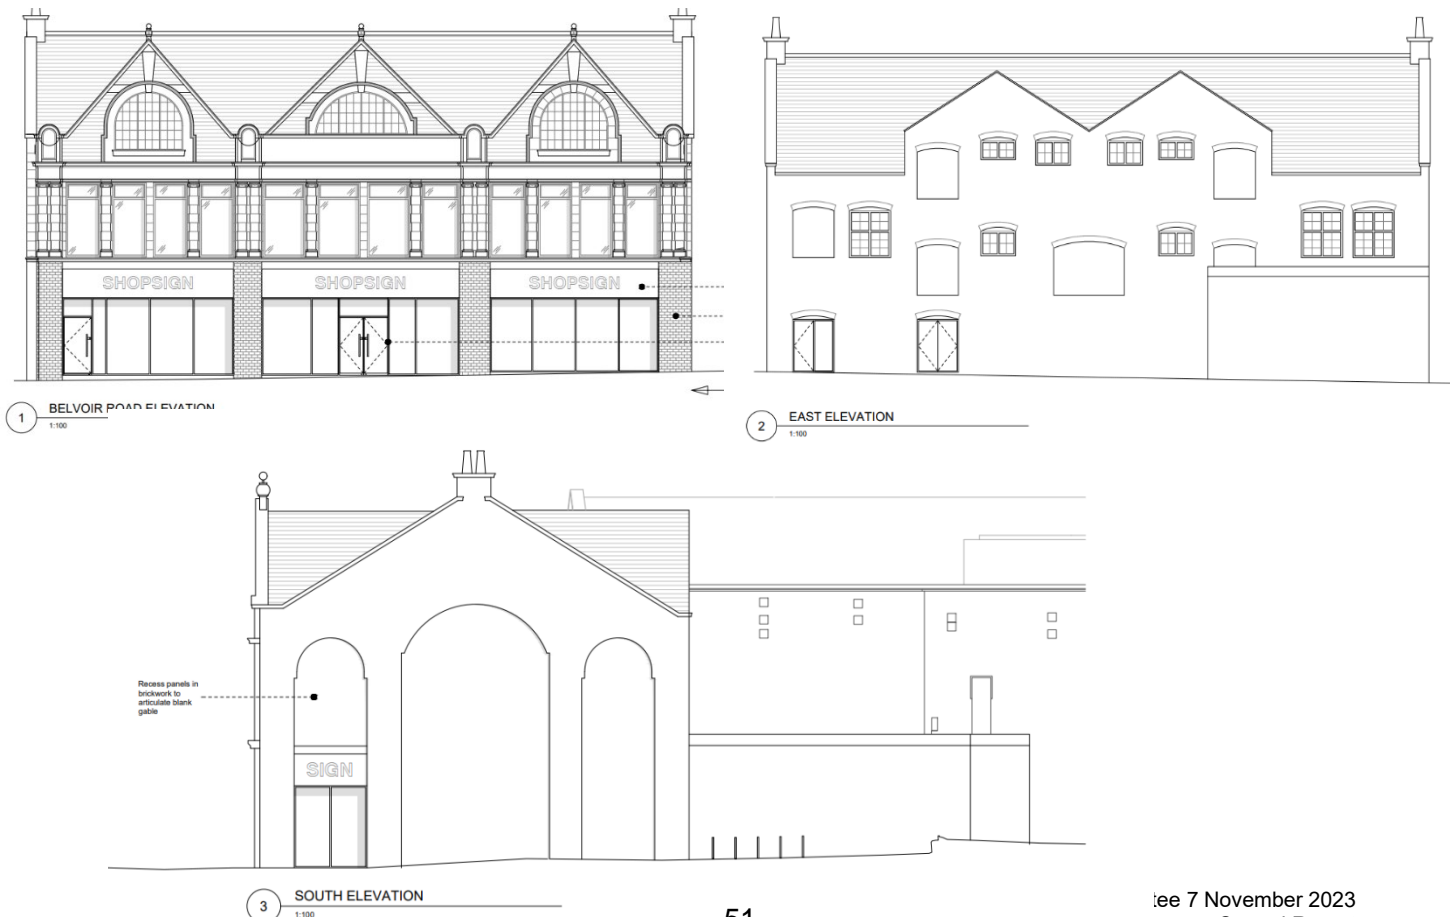 SHOPSIGN SHOPSIGN SHOPSIGN
1 BELVOIR ROAD ELEVATION
1:100
2 EAST ELEVATION
1:100
Recess panels in
brickwork to
articulate blank
gable
SIGN
3 SOUTH ELEVATION
1:100
51
tee 7 November 2023